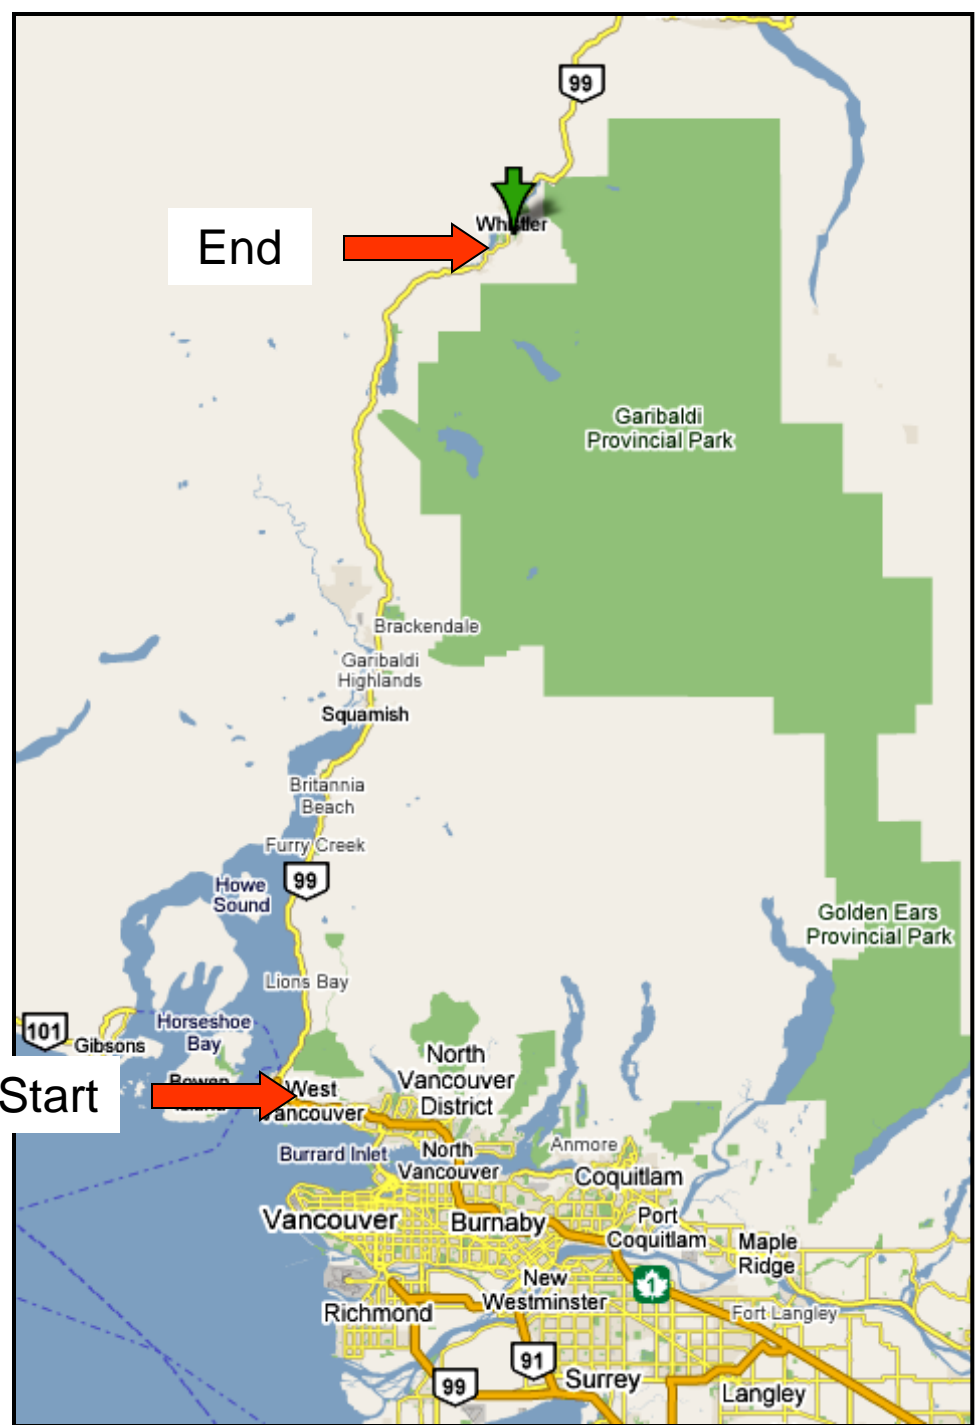 99
Whistler
End
Garibaldi
Provincial Park
Brackendale
Garibaldi
Highlands
Squamish
Britannia
Beach
Furry Creek
99
Howe
Sound
Golden Ears
Provincial Park
Lions Bay
101
Gibsons
Horseshoe
Bay
North
Vancouver
District
Start
Bowen
Island
West
Vancouver
Burrard Inlet
North
Vancouver
Anmore
Coquitlam
Vancouver
Burnaby
Port
Coquitlam
Maple
Ridge
New
Westminster
1
Fort Langley
Richmond
91
99
Surrey
Langley